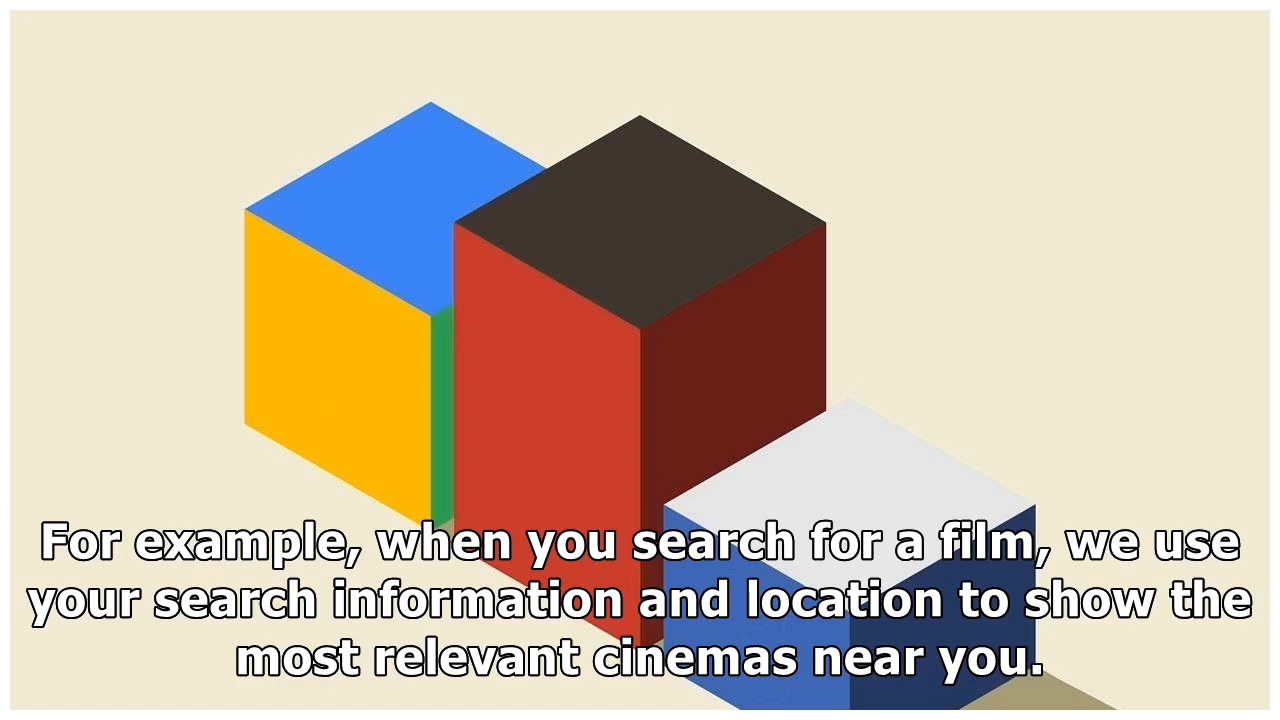 For example, when you search for a film, we use
your search information and location to show the
most relevant cinemas near you.